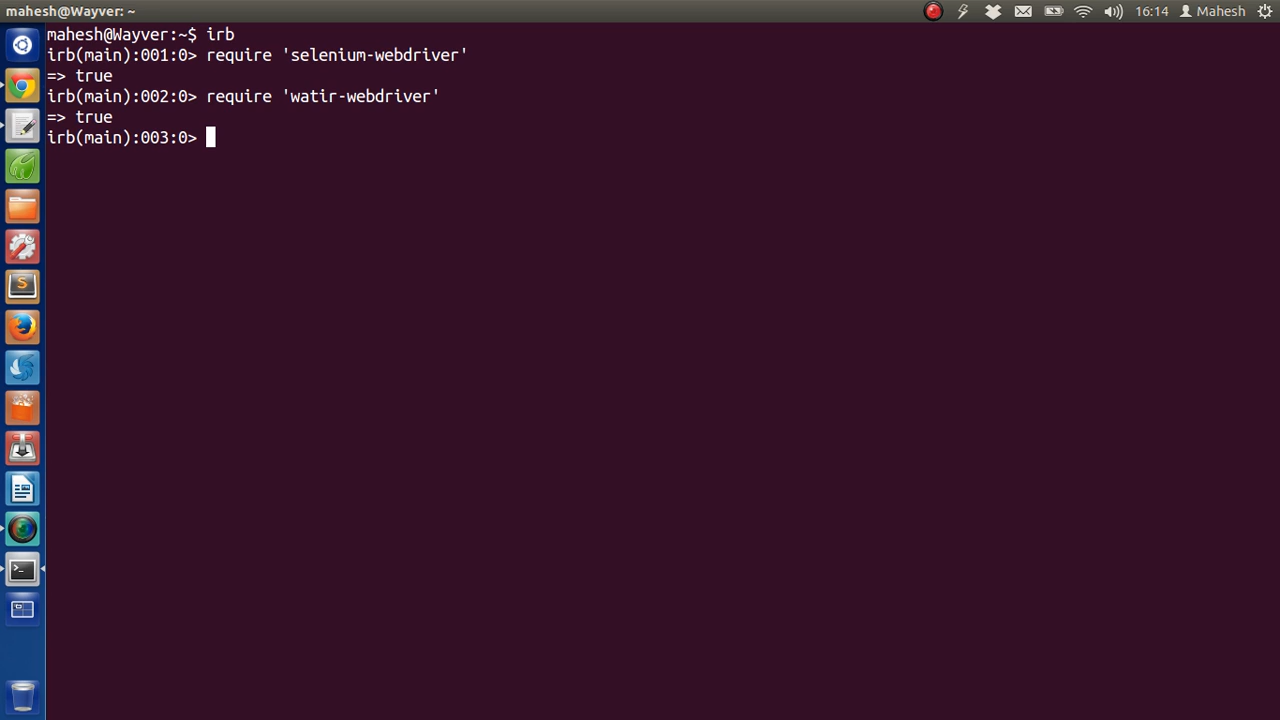 mahesh@Wayver: ~
16:14
Mahesh
mahesh@Wayver:~$ irb
irb(main):001:0> require 'selenium-webdriver'
=> true
irb(main):002:0> require 'watir-webdriver'
=> true
irb(main):003:0>